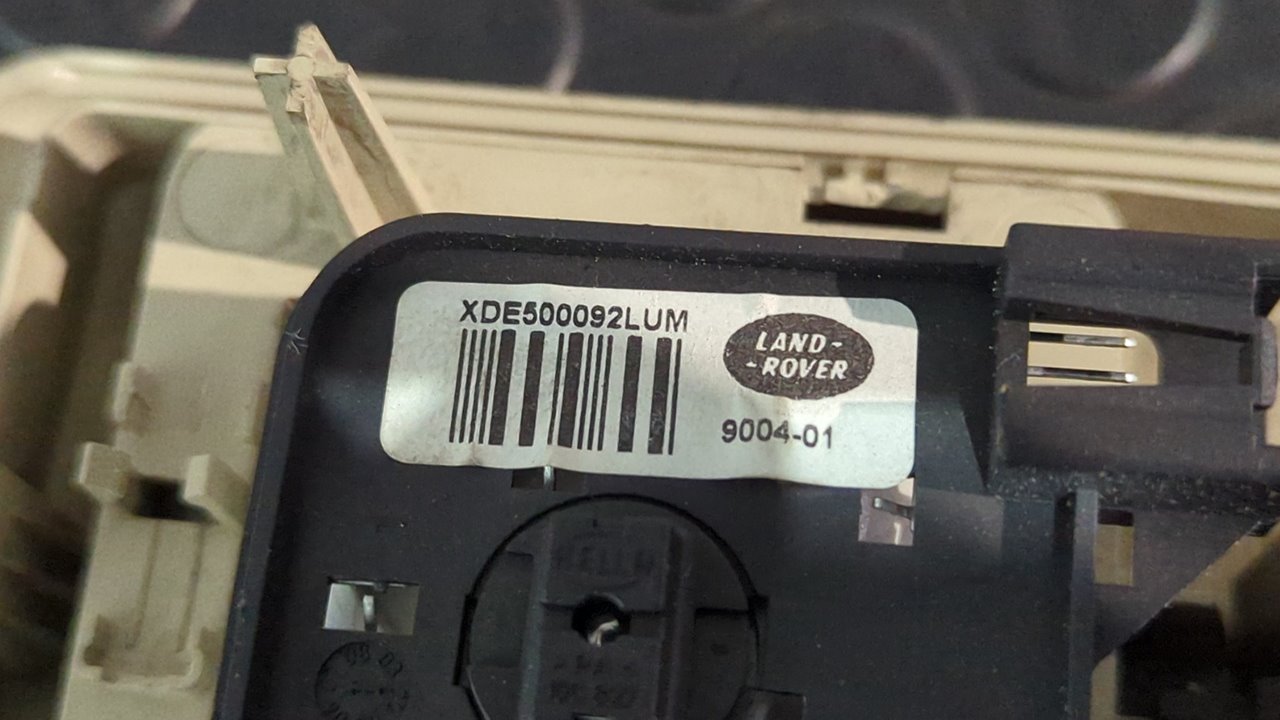 XDE500092LUM
LAND-
-ROVER
9004-01
HELLA